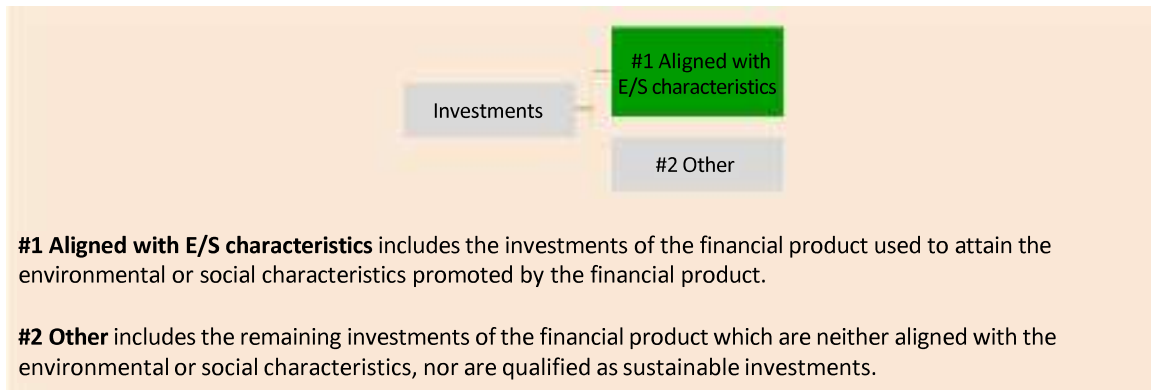 #1 Aligned with
E/S characteristics
Investments
#2 Other
#1 Aligned with E/S characteristics includes the investments of the financial product used to attain the
environmental or social characteristics promoted by the financial product.
#2 Other includes the remaining investments of the financial product which are neither aligned with the
environmental or social characteristics, nor are qualified as sustainable investments.